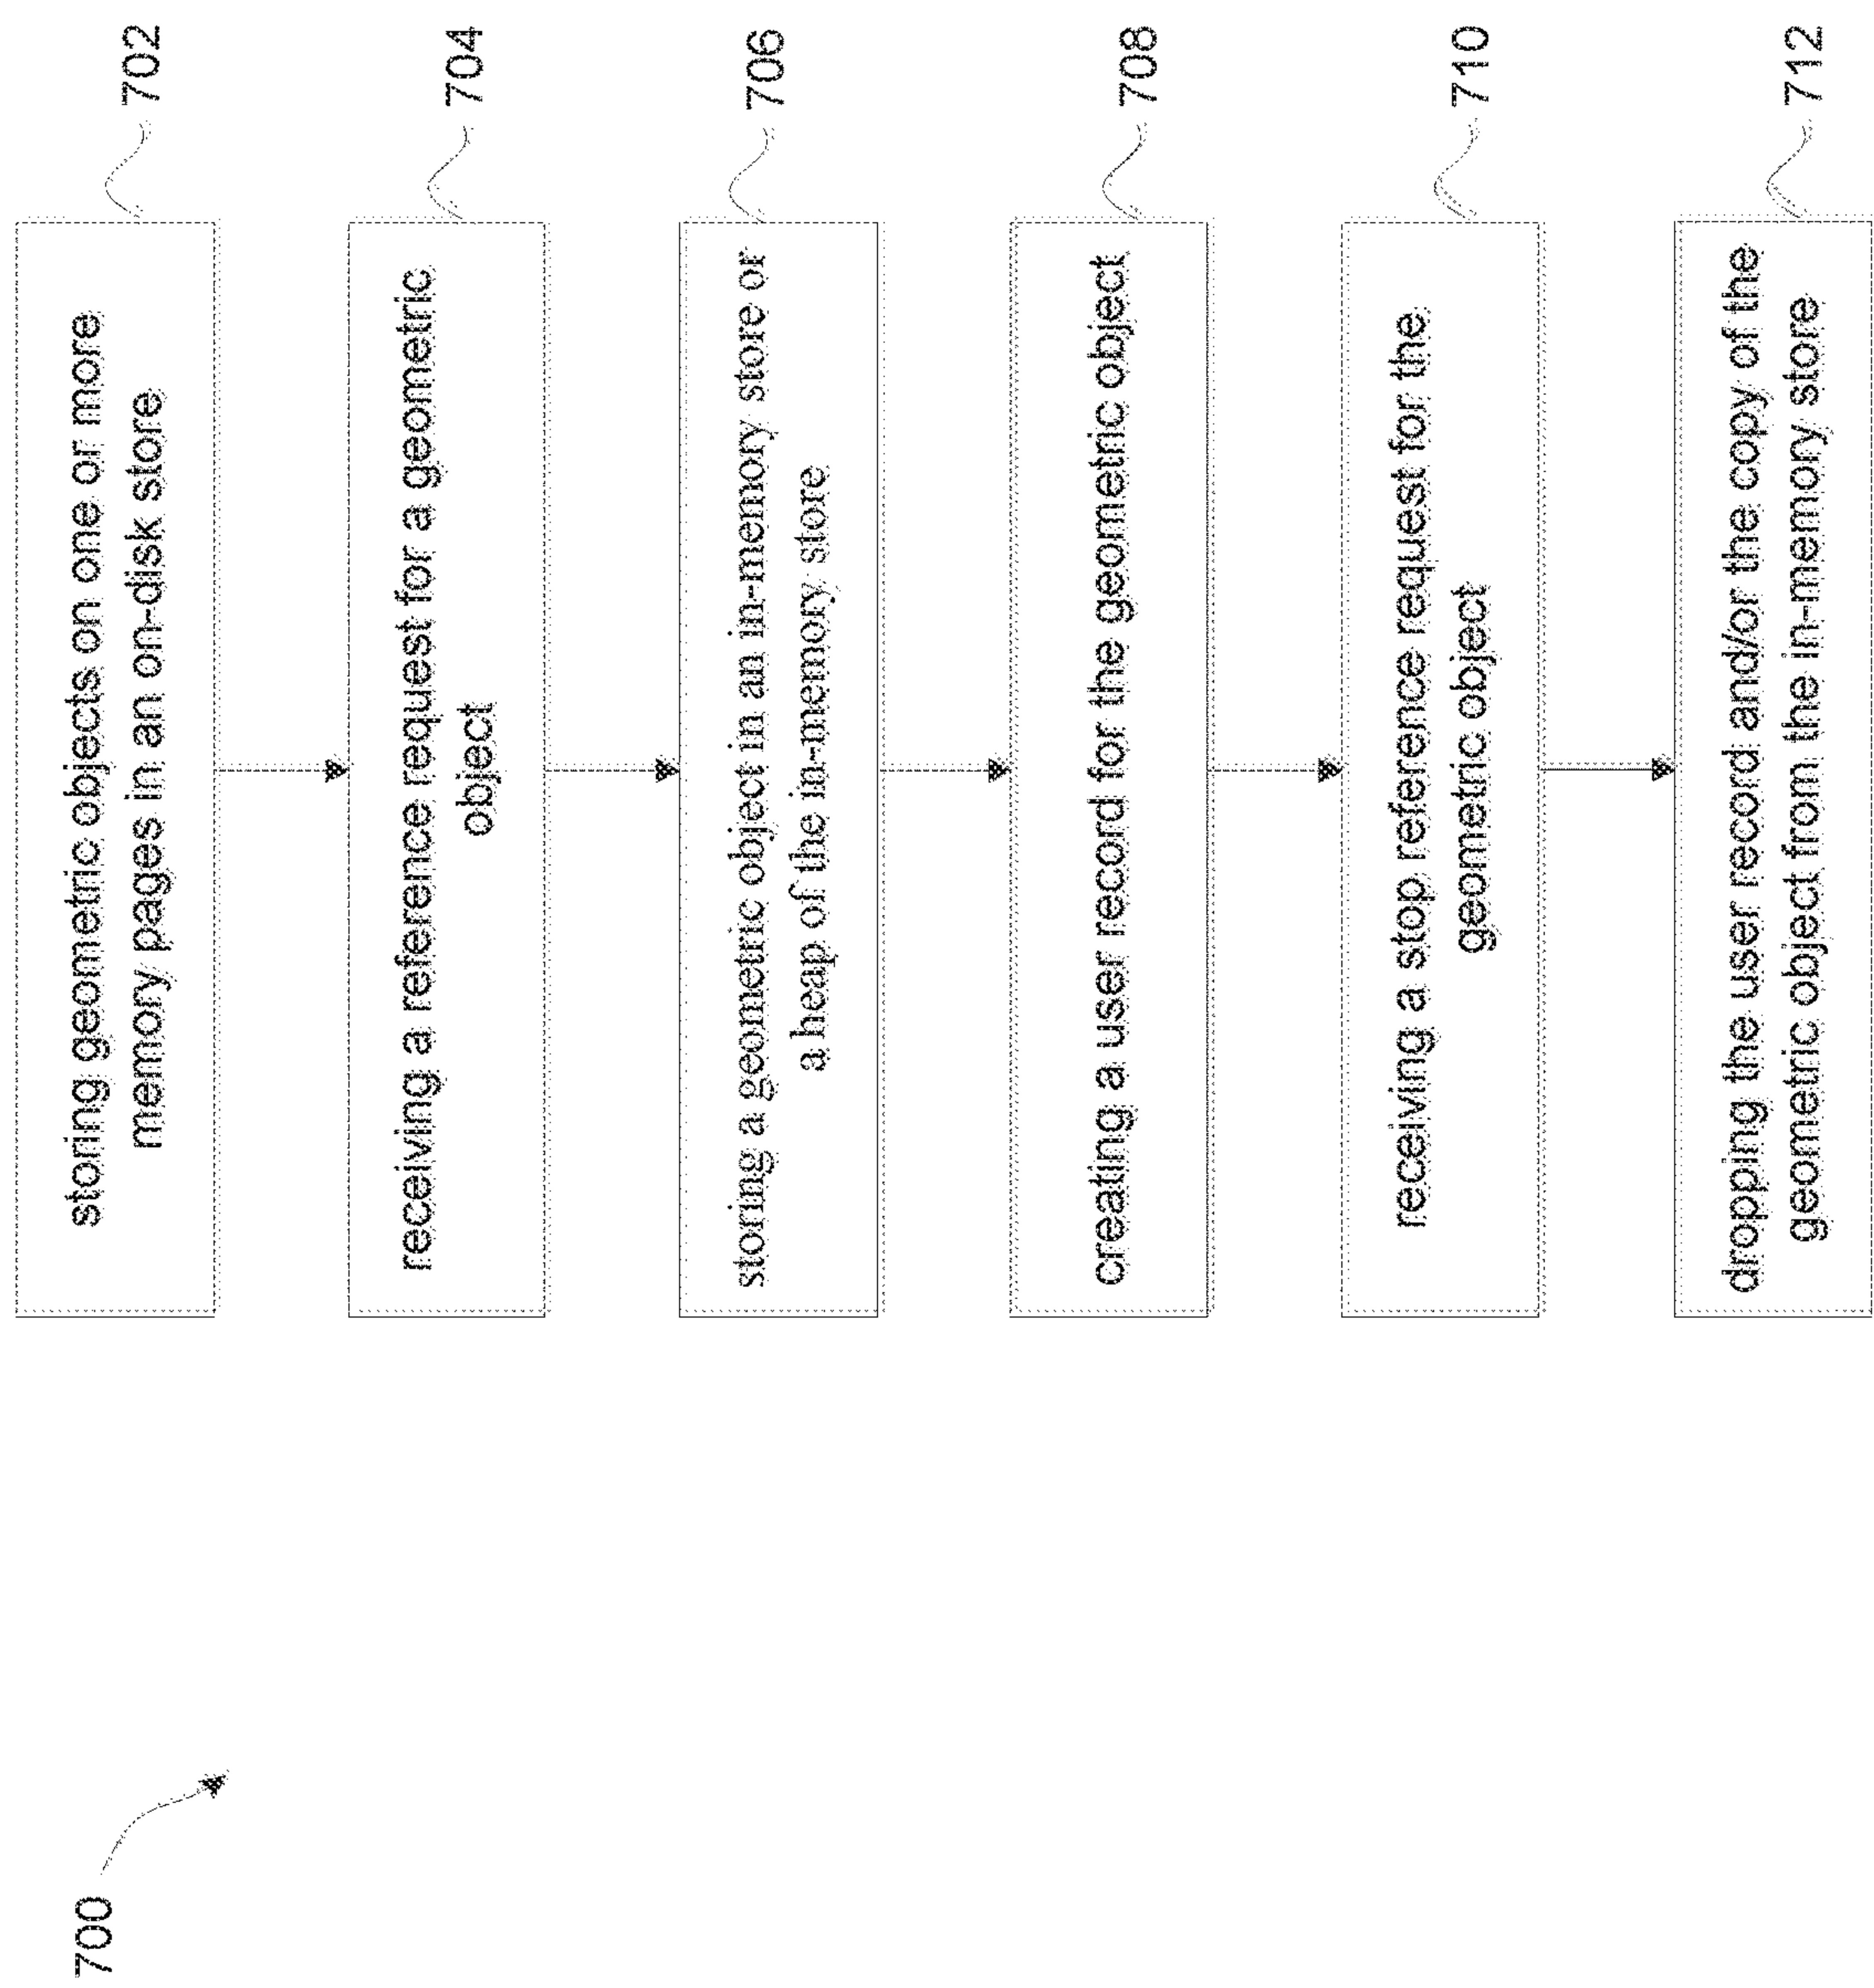 700
storing geometric objects on one or more
memory pages in an on-disk store
702
receiving a reference request for a geometric
object
704
storing a geometric object in an in-memory store or
a heap of the in-memory store
706
creating a user record for the geometric object
708
receiving a stop reference request for the
geometric object
710
dropping the user record and/or the copy of the
geometric object from the in-memory store
712